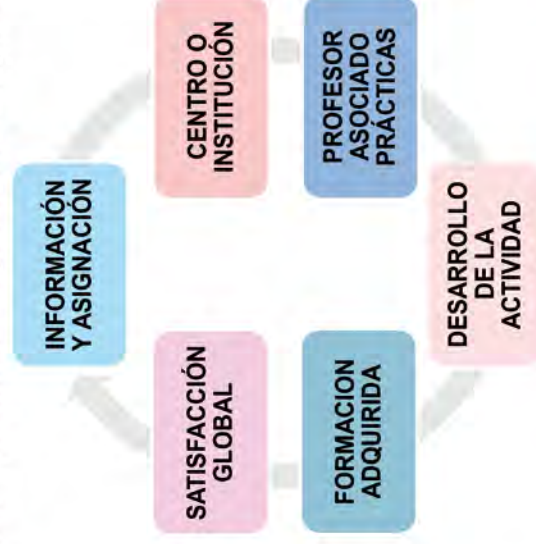 INFORMACIÓN
Y ASIGNACIÓN
CENTRO O
INSTITUCIÓN
PROFESOR
ASOCIADO
PRÁCTICAS
DESARROLLO
DE LA
ACTIVIDAD
FORMACION
ADQUIRIDA
SATISFACCIÓN
GLOBAL